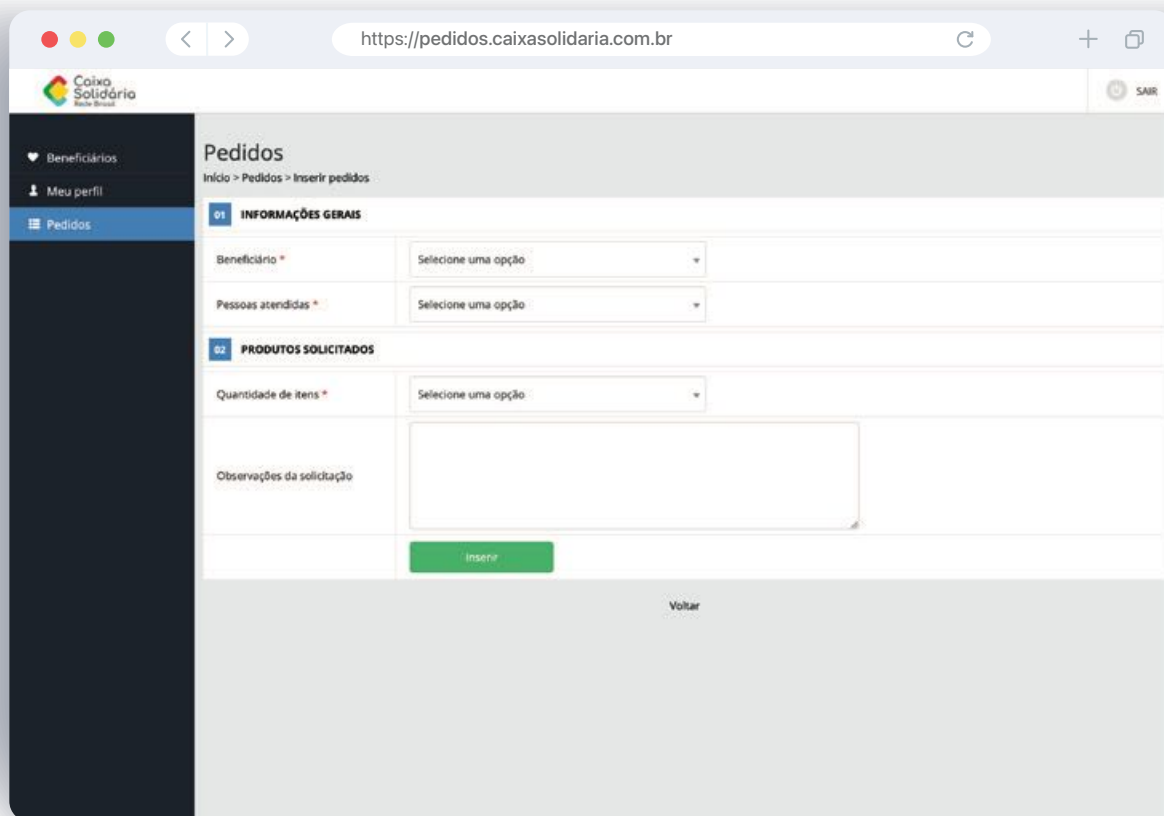 https://pedidos.caixasolidaria.com.br
Caixa
Solidária
Rede Brasil
SAIR
Beneficiários
Meu perfil
Pedidos
Pedidos
Início > Pedidos > Inserir pedidos
01 INFORMAÇÕES GERAIS
Beneficiário * Selecione uma opção
Pessoas atendidas * Selecione uma opção
02 PRODUTOS SOLICITADOS
Quantidade de itens * Selecione uma opção
Observações da solicitação
Inserir
Voltar